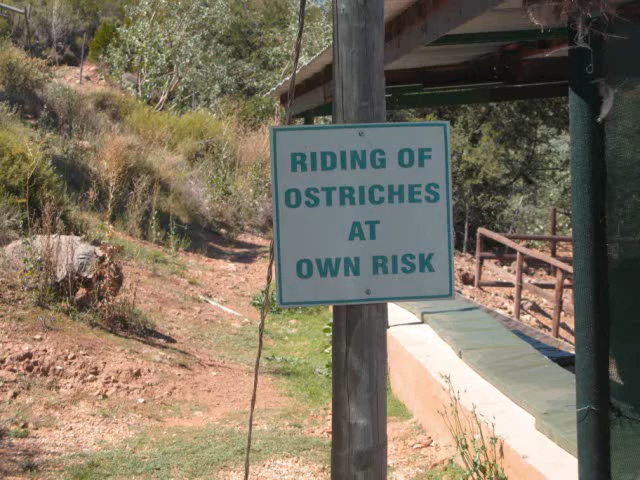 RIDING OF
OSTRICHES
AT
OWN RISK